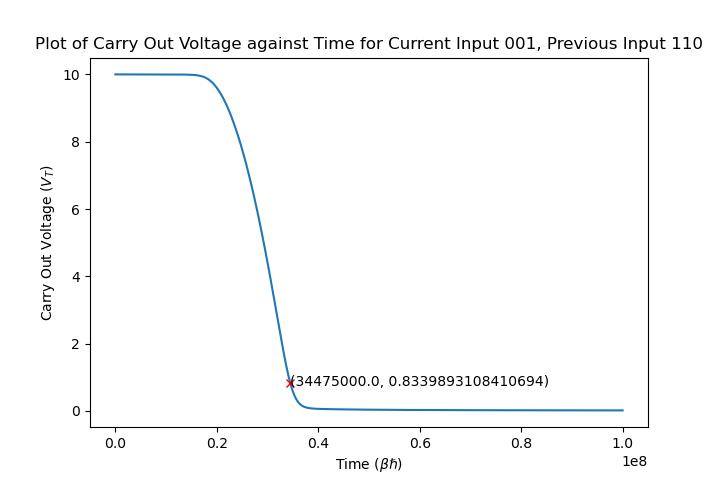 Plot of Carry Out Voltage against Time for Current Input 001, Previous Input 110
10
8
6
4
2
0
Carry Out Voltage (V_T)
(34475000.0, 0.8339893108410694)
0.0 0.2 0.4 0.6 0.8 1.0
1e8
Time (βħ)